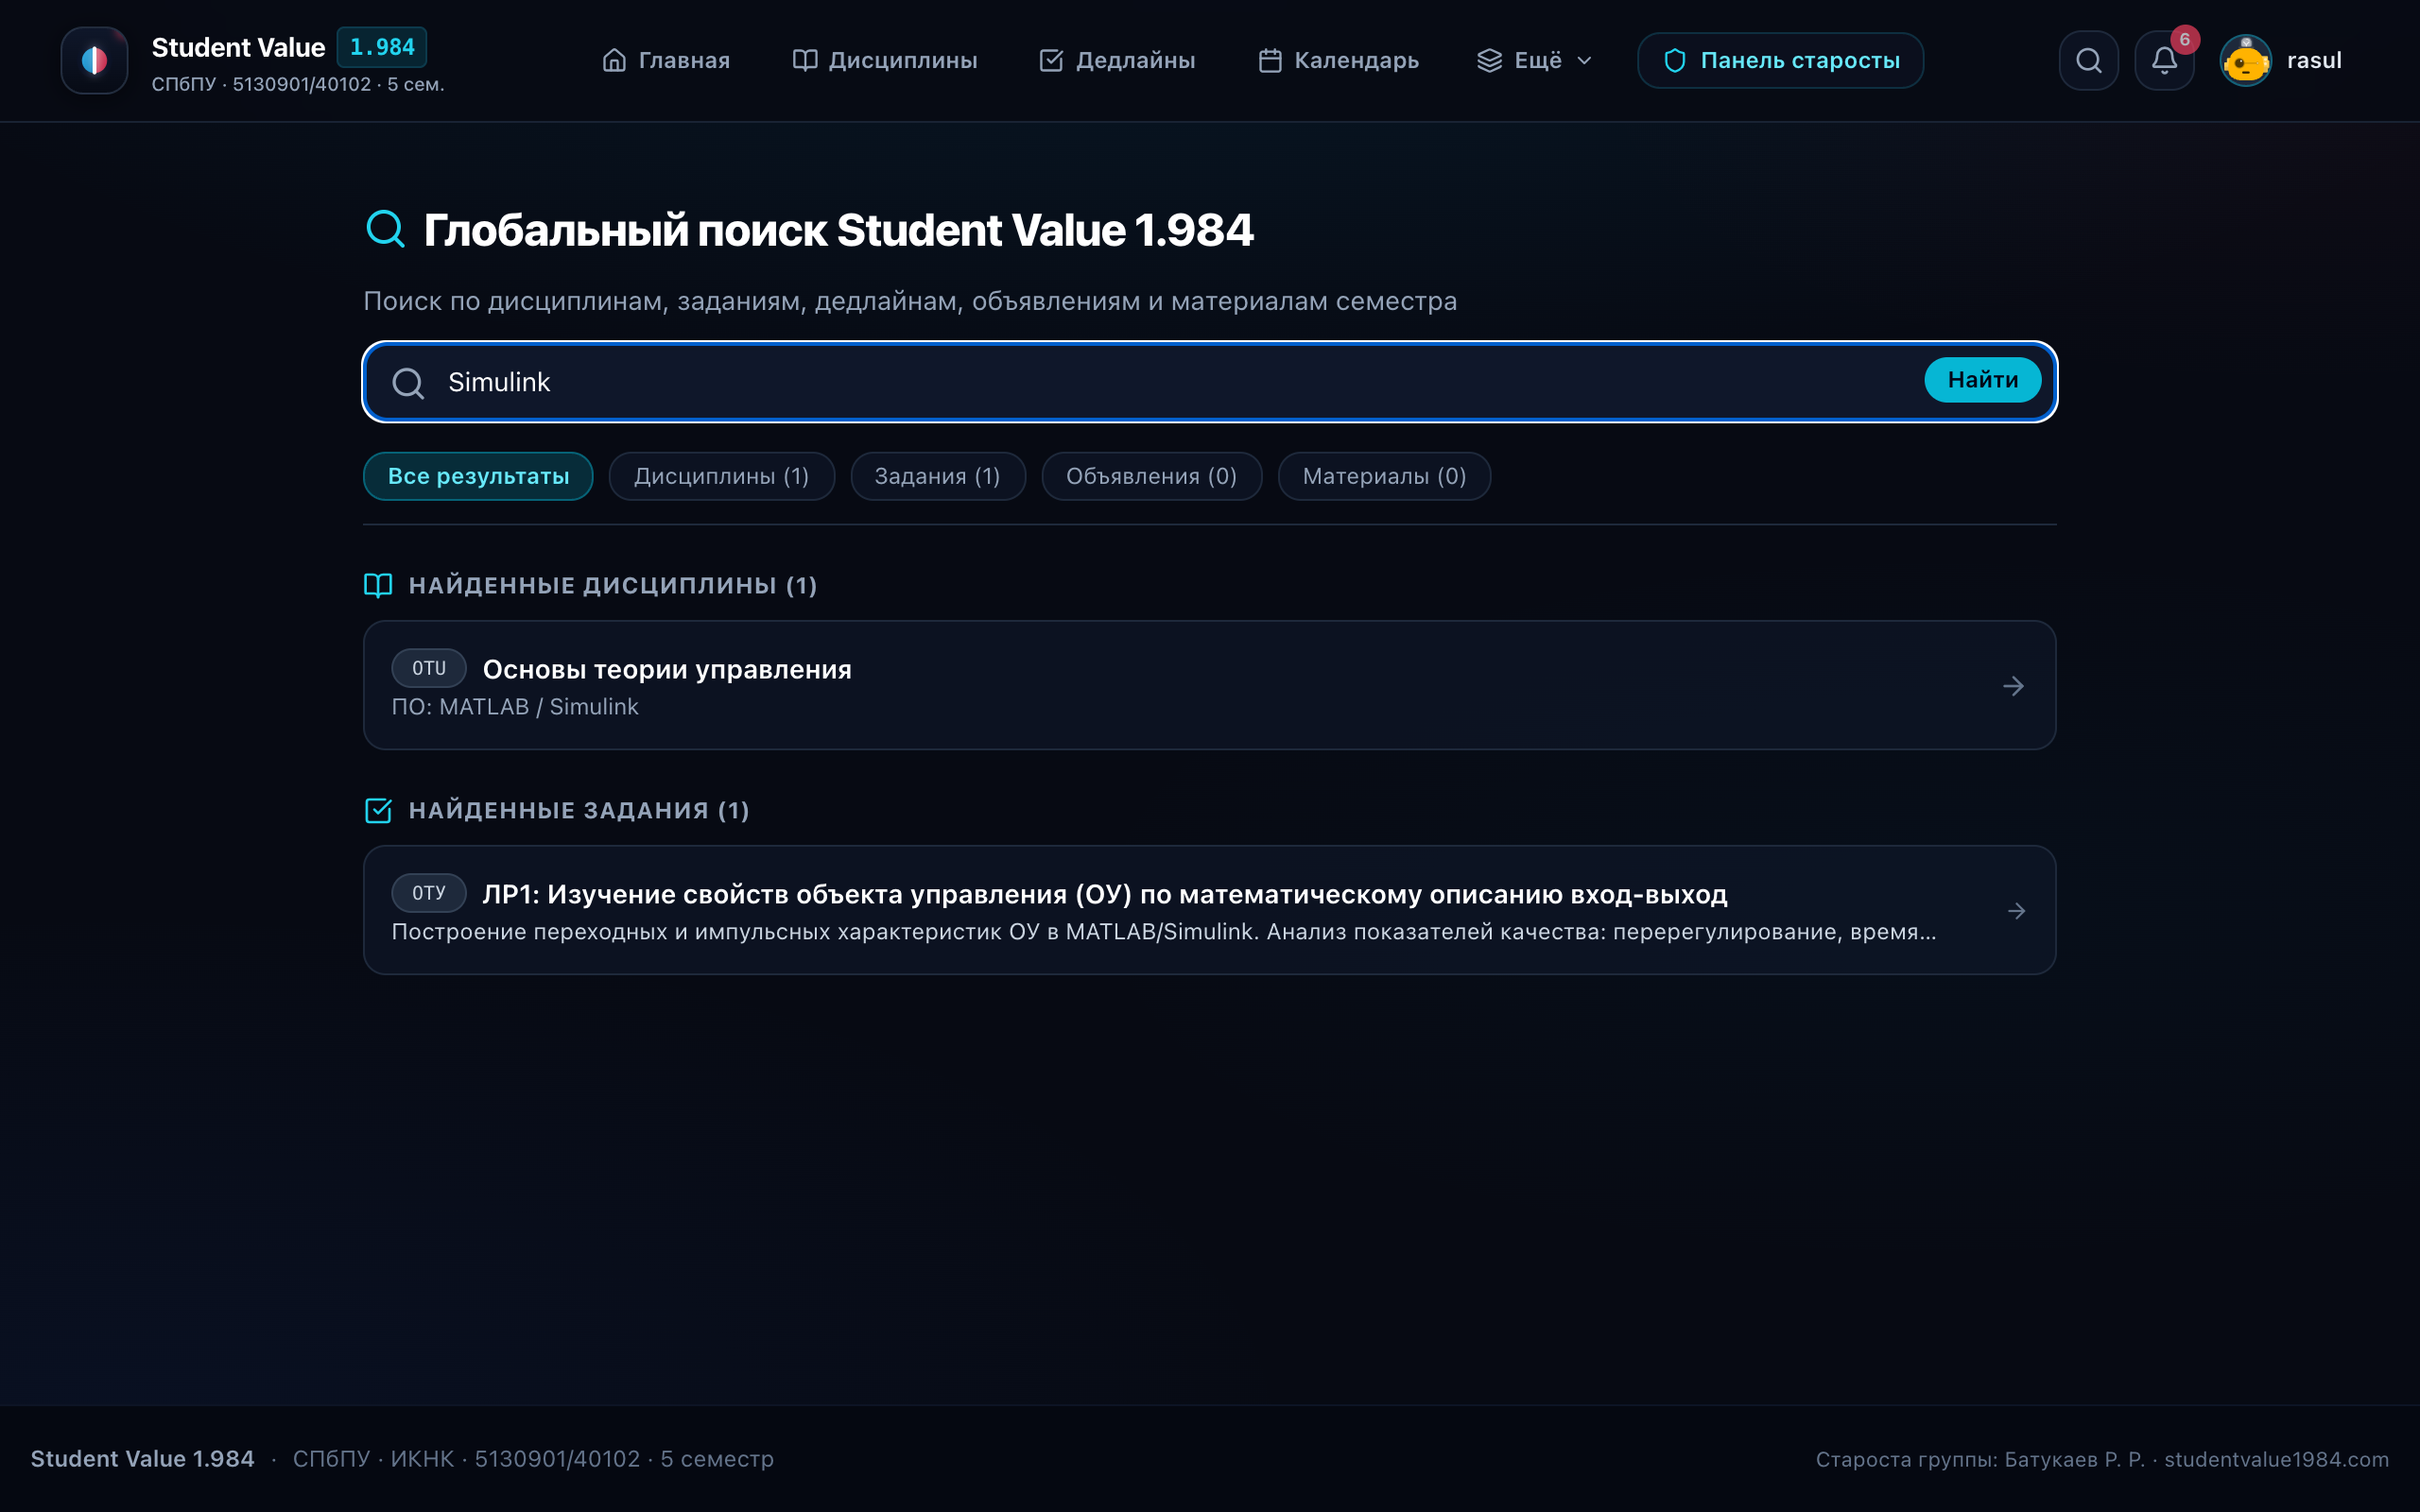 Student Value 1.984
СПбПУ · 5130901/40102 · 5 сем.
Главная
Дисциплины
Дедлайны
Календарь
Ещё
Панель старосты
6
rasul
Глобальный поиск Student Value 1.984
Поиск по дисциплинам, заданиям, дедлайнам, объявлениям и материалам семестра
Simulink
Найти
Все результаты
Дисциплины (1)
Задания (1)
Объявления (0)
Материалы (0)
НАЙДЕННЫЕ ДИСЦИПЛИНЫ (1)
OTU Основы теории управления
ПО: MATLAB / Simulink
НАЙДЕННЫЕ ЗАДАНИЯ (1)
ОТУ ЛР1: Изучение свойств объекта управления (ОУ) по математическому описанию вход-выход
Построение переходных и импульсных характеристик ОУ в MATLAB/Simulink. Анализ показателей качества: перерегулирование, время...
Student Value 1.984 · СПбПУ · ИКНК · 5130901/40102 · 5 семестр
Староста группы: Батукаев Р. Р. · studentvalue1984.com